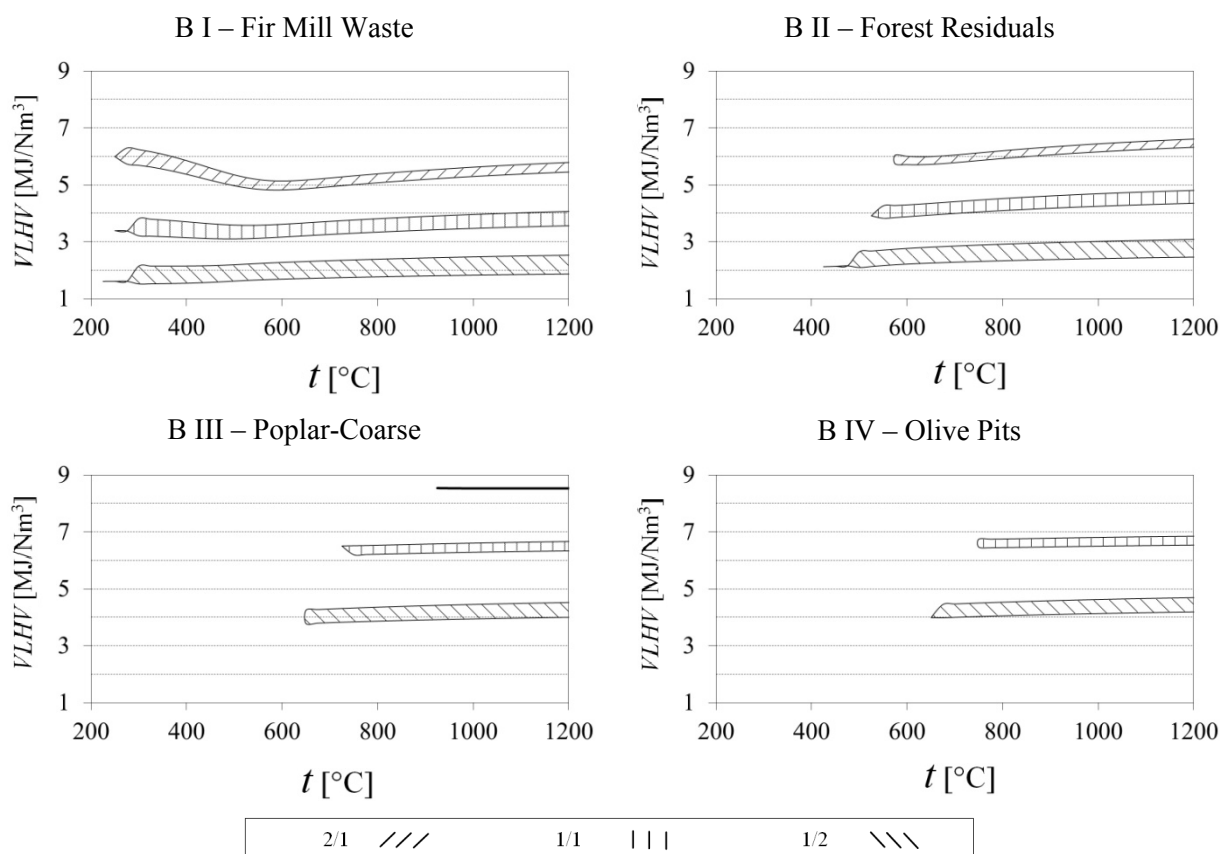 B I – Fir Mill Waste
9
7
5
3
1
VLHV [MJ/Nm³]
200 400 600 800 1000 1200
t [°C]
B II – Forest Residuals
9
7
5
3
1
VLHV [MJ/Nm³]
200 400 600 800 1000 1200
t [°C]
B III – Poplar-Coarse
9
7
5
3
1
VLHV [MJ/Nm³]
200 400 600 800 1000 1200
t [°C]
B IV – Olive Pits
9
7
5
3
1
VLHV [MJ/Nm³]
200 400 600 800 1000 1200
t [°C]
2/1 1/1 1/2